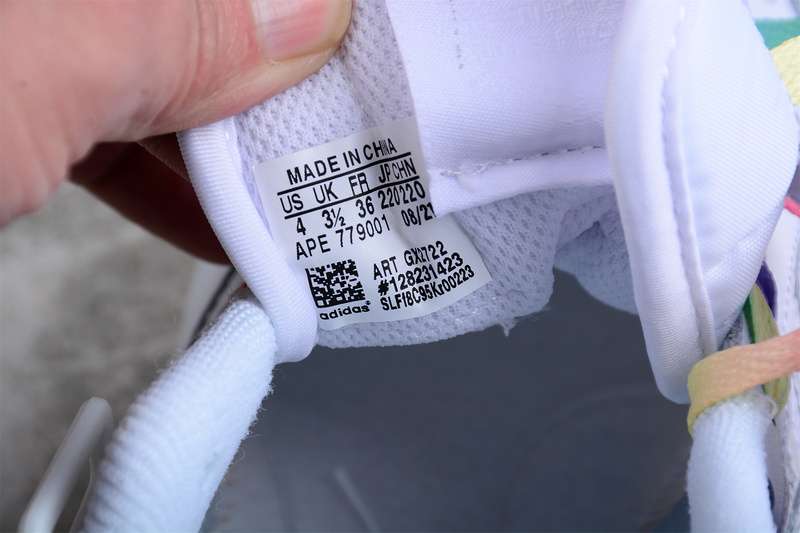 MADE IN CHINA
US UK FR JP CHN
4 3½ 36 220 220
APE 779001 08/21
ART GX2722
#128231423
SLFIBC95Kr00223
adidas